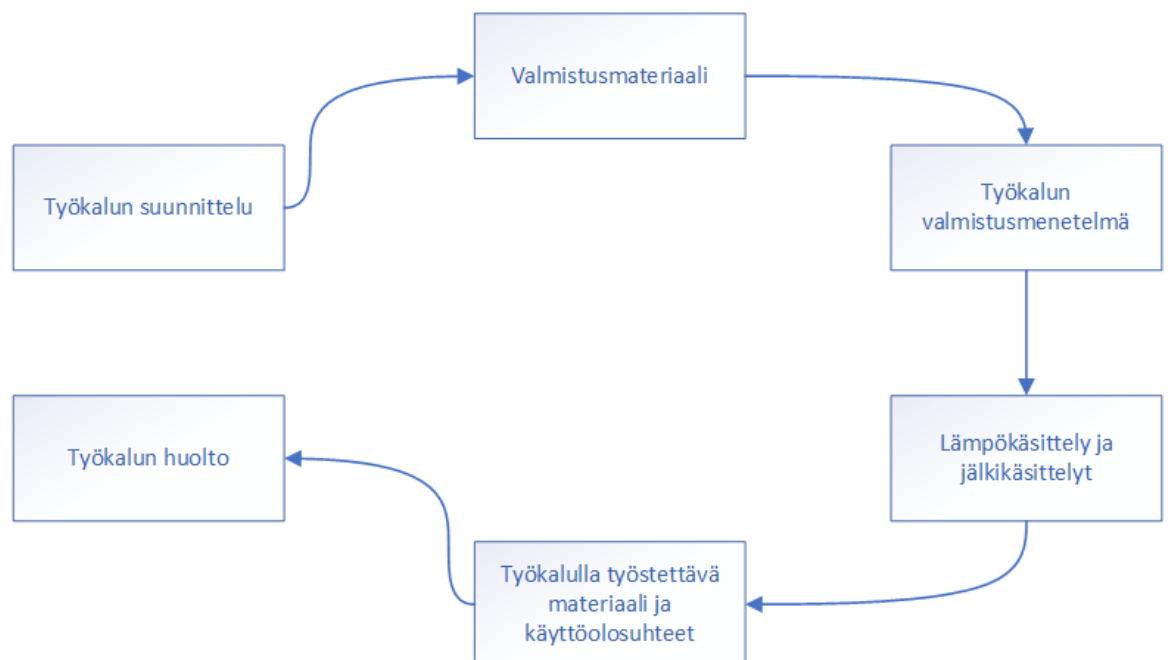 Työkalun suunnittelu
Valmistusmateriaali
Työkalun
valmistusmenetelmä
Lämpökäsittely ja
jälkikäsittelyt
Työkalulla työstettävä
materiaali ja
käyttöolosuhteet
Työkalun huolto